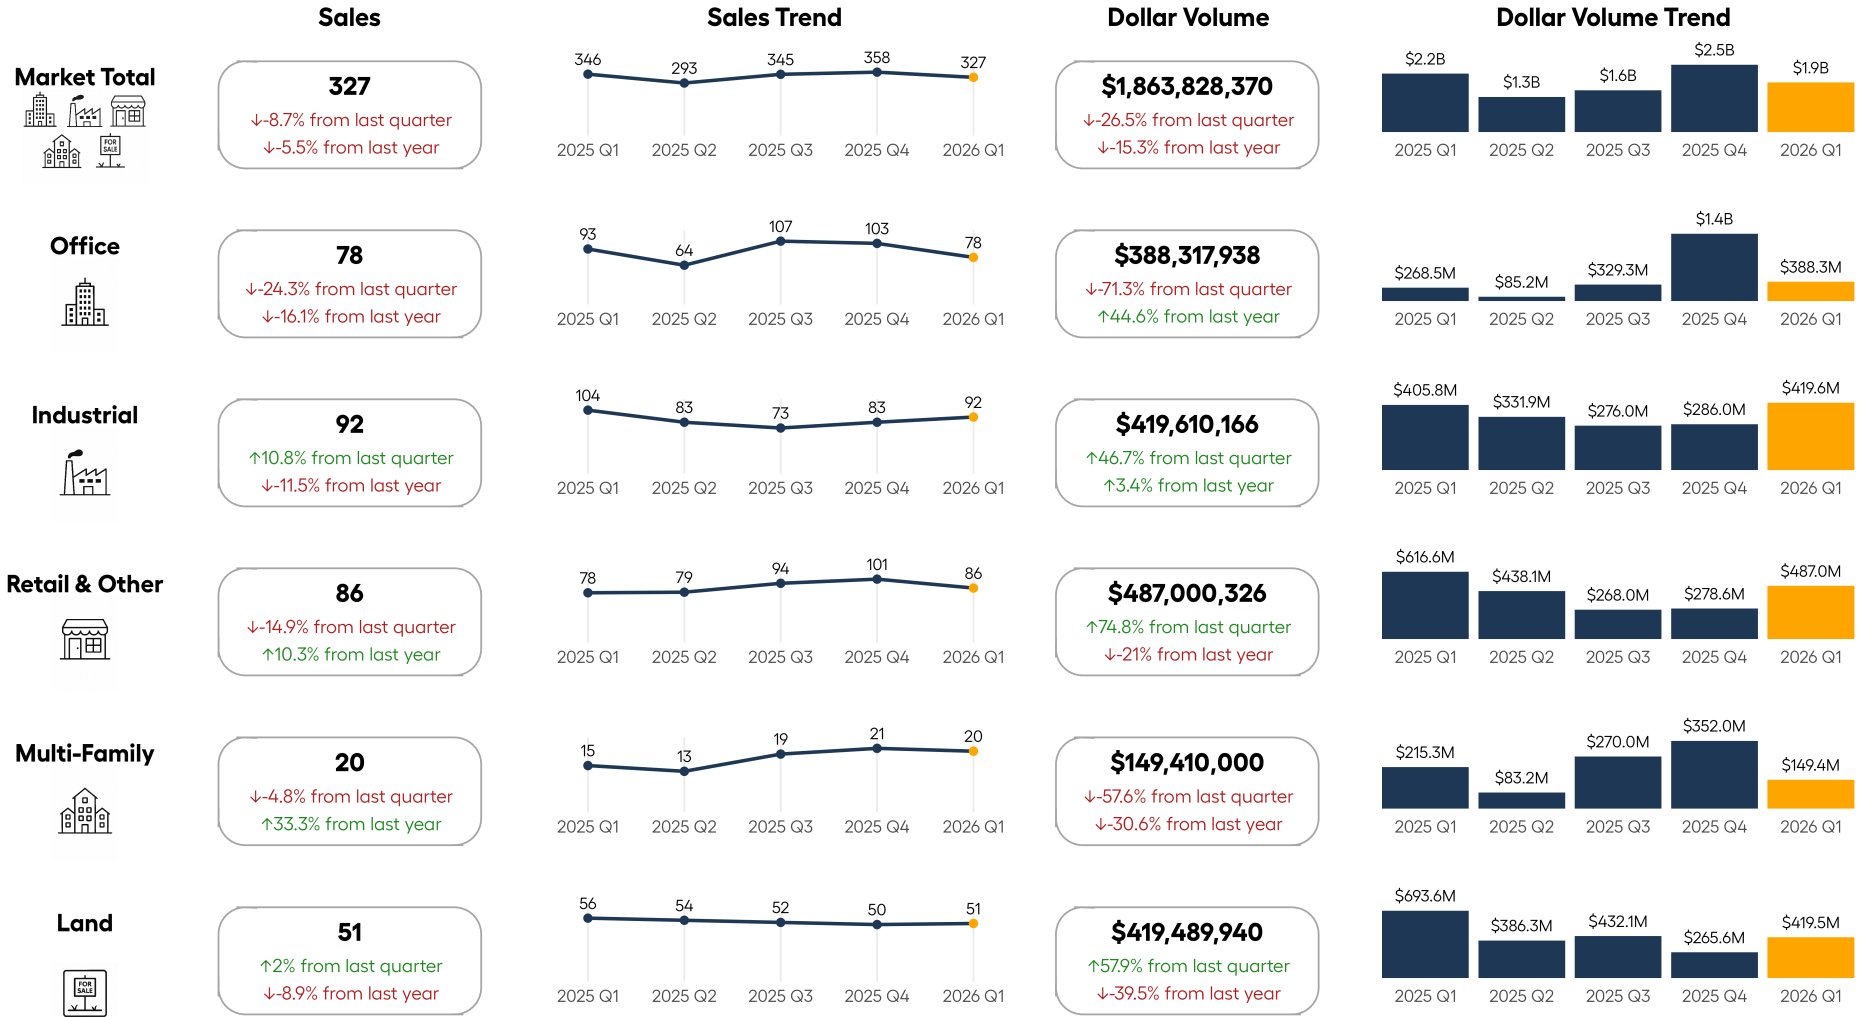 Sales
Sales Trend
Dollar Volume
Dollar Volume Trend
Market Total
FOR SALE
327
↓-8.7% from last quarter
↓-5.5% from last year
346 293 345 358 327
2025 Q1 2025 Q2 2025 Q3 2025 Q4 2026 Q1
$1,863,828,370
↓-26.5% from last quarter
↓-15.3% from last year
$2.2B $1.3B $1.6B $2.5B $1.9B
2025 Q1 2025 Q2 2025 Q3 2025 Q4 2026 Q1
Office
78
↓-24.3% from last quarter
↓-16.1% from last year
93 64 107 103 78
2025 Q1 2025 Q2 2025 Q3 2025 Q4 2026 Q1
$388,317,938
↓-71.3% from last quarter
↑44.6% from last year
$268.5M $85.2M $329.3M $1.4B $388.3M
2025 Q1 2025 Q2 2025 Q3 2025 Q4 2026 Q1
Industrial
92
↑10.8% from last quarter
↓-11.5% from last year
104 83 73 83 92
2025 Q1 2025 Q2 2025 Q3 2025 Q4 2026 Q1
$419,610,166
↑46.7% from last quarter
↑3.4% from last year
$405.8M $331.9M $276.0M $286.0M $419.6M
2025 Q1 2025 Q2 2025 Q3 2025 Q4 2026 Q1
Retail & Other
86
↓-14.9% from last quarter
↑10.3% from last year
78 79 94 101 86
2025 Q1 2025 Q2 2025 Q3 2025 Q4 2026 Q1
$487,000,326
↑74.8% from last quarter
↓-21% from last year
$616.6M $438.1M $268.0M $278.6M $487.0M
2025 Q1 2025 Q2 2025 Q3 2025 Q4 2026 Q1
Multi-Family
20
↓-4.8% from last quarter
↑33.3% from last year
15 13 19 21 20
2025 Q1 2025 Q2 2025 Q3 2025 Q4 2026 Q1
$149,410,000
↓-57.6% from last quarter
↓-30.6% from last year
$215.3M $83.2M $270.0M $352.0M $149.4M
2025 Q1 2025 Q2 2025 Q3 2025 Q4 2026 Q1
Land
FOR SALE
51
↑2% from last quarter
↓-8.9% from last year
56 54 52 50 51
2025 Q1 2025 Q2 2025 Q3 2025 Q4 2026 Q1
$419,489,940
↑57.9% from last quarter
↓-39.5% from last year
$693.6M $386.3M $432.1M $265.6M $419.5M
2025 Q1 2025 Q2 2025 Q3 2025 Q4 2026 Q1